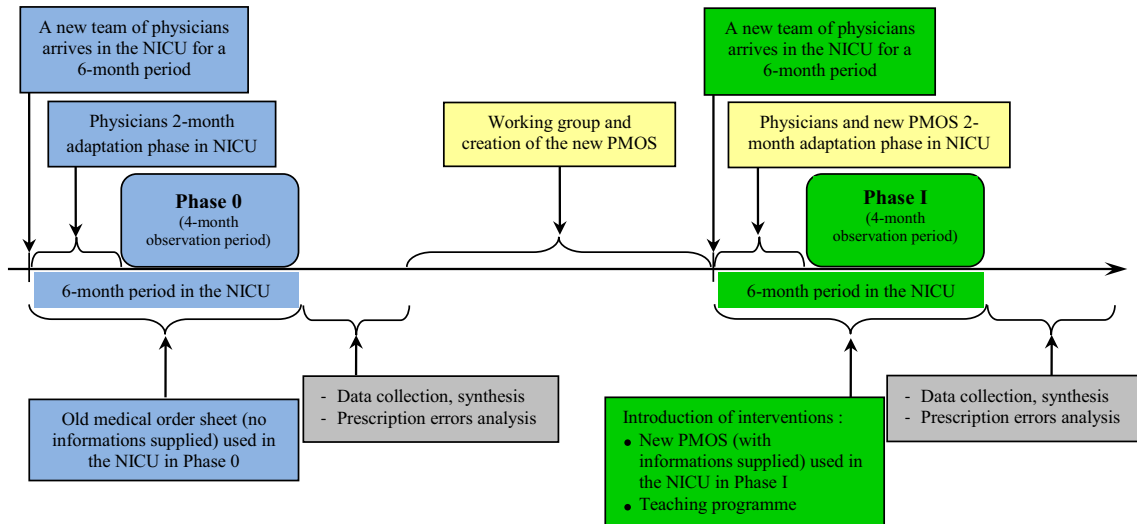 A new team of physicians
arrives in the NICU for a
6-month period
Physicians 2-month
adaptation phase in NICU
Phase 0
(4-month
observation period)
Working group and
creation of the new PMOS
A new team of physicians
arrives in the NICU for a
6-month period
Physicians and new PMOS 2-
month adaptation phase in NICU
Phase I
(4-month
observation period)
6-month period in the NICU
6-month period in the NICU
Old medical order sheet (no
informations supplied) used in
the NICU in Phase 0
- Data collection, synthesis
- Prescription errors analysis
Introduction of interventions :
● New PMOS (with
informations supplied) used in
the NICU in Phase I
● Teaching programme
- Data collection, synthesis
- Prescription errors analysis